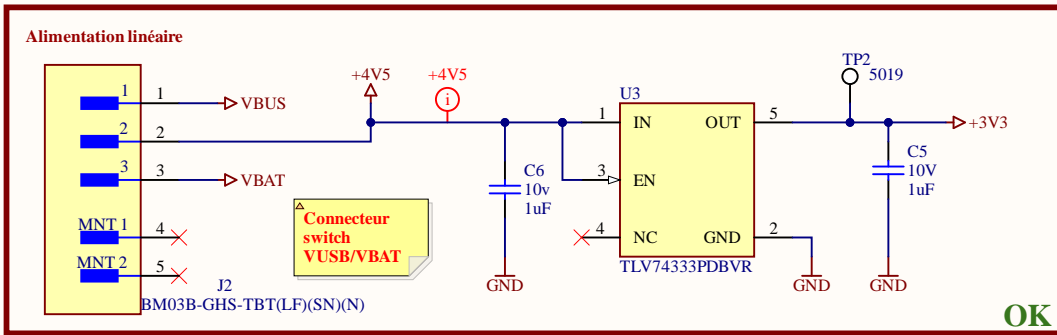 Alimentation linéaire
1 1 VBUS
2 2
3 3 VBAT
MNT 1 4
MNT 2 5
J2
BM03B-GHS-TBT(LF)(SN)(N)
+4V5
+4V5
i
Connecteur
switch
VUSB/VBAT
C6
10v
1uF
GND
U3
1 IN OUT 5
3 EN
4 NC GND 2
TLV74333PDBVR
GND
TP2
5019
+3V3
C5
10V
1uF
GND
OK